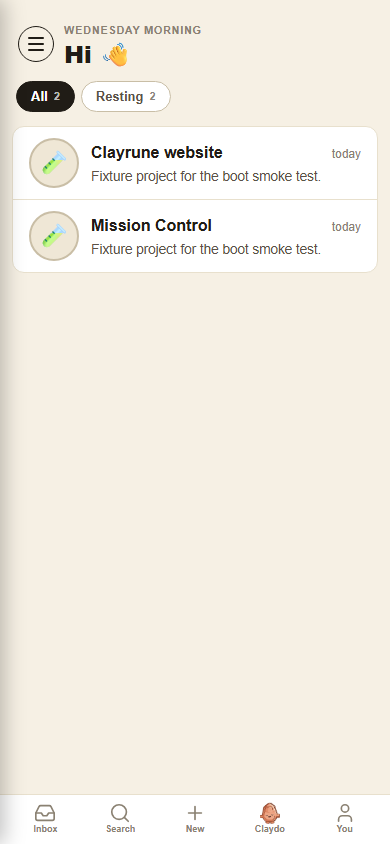 WEDNESDAY MORNING
Hi 👋
All 2
Resting 2
Clayrune website
today
Fixture project for the boot smoke test.
Mission Control
today
Fixture project for the boot smoke test.
Inbox
Search
New
Claydo
You